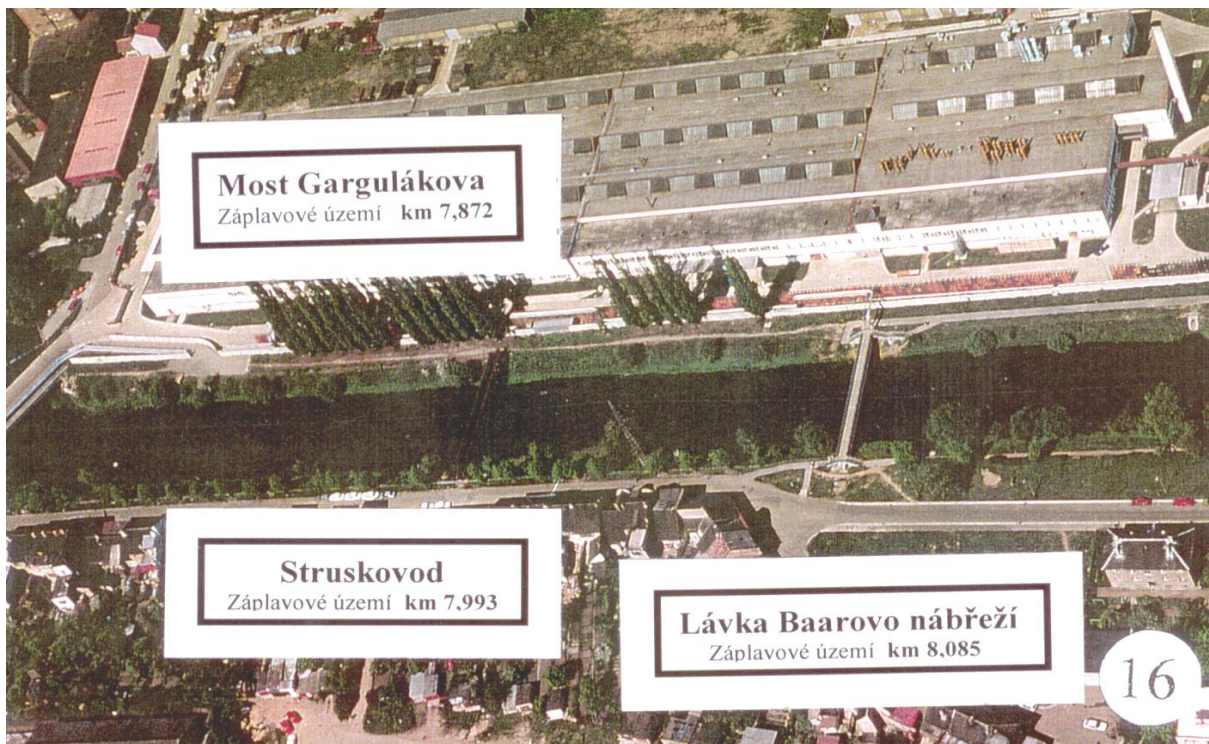 Most Gargulákova
Záplavové území km 7,872
Struskovod
Záplavové území km 7,993
Lávka Baarovo nábřeží
Záplavové území km 8,085
16